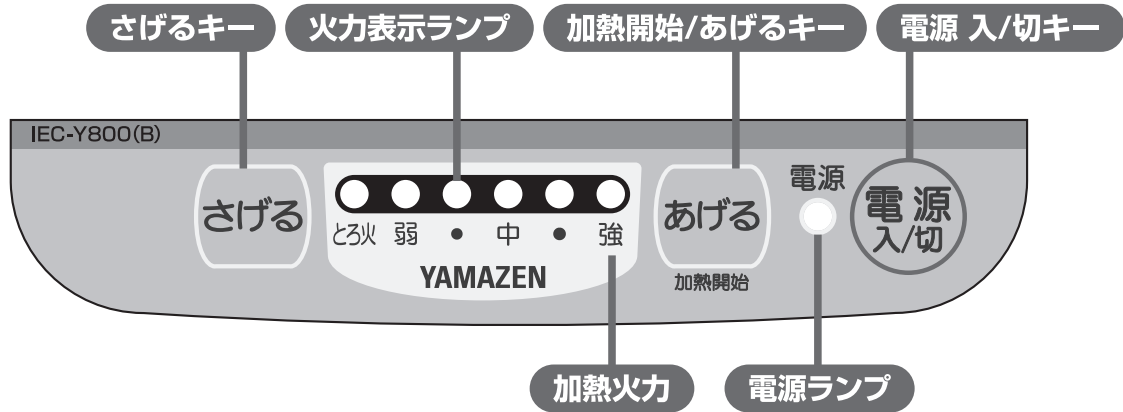 さげるキー
火力表示ランプ
加熱開始/あげるキー
電源 入/切キー
IEC-Y800(B)
さげる
とろ火 弱 • 中 • 強
YAMAZEN
あげる
加熱開始
電源
電源
入/切
加熱火力
電源ランプ